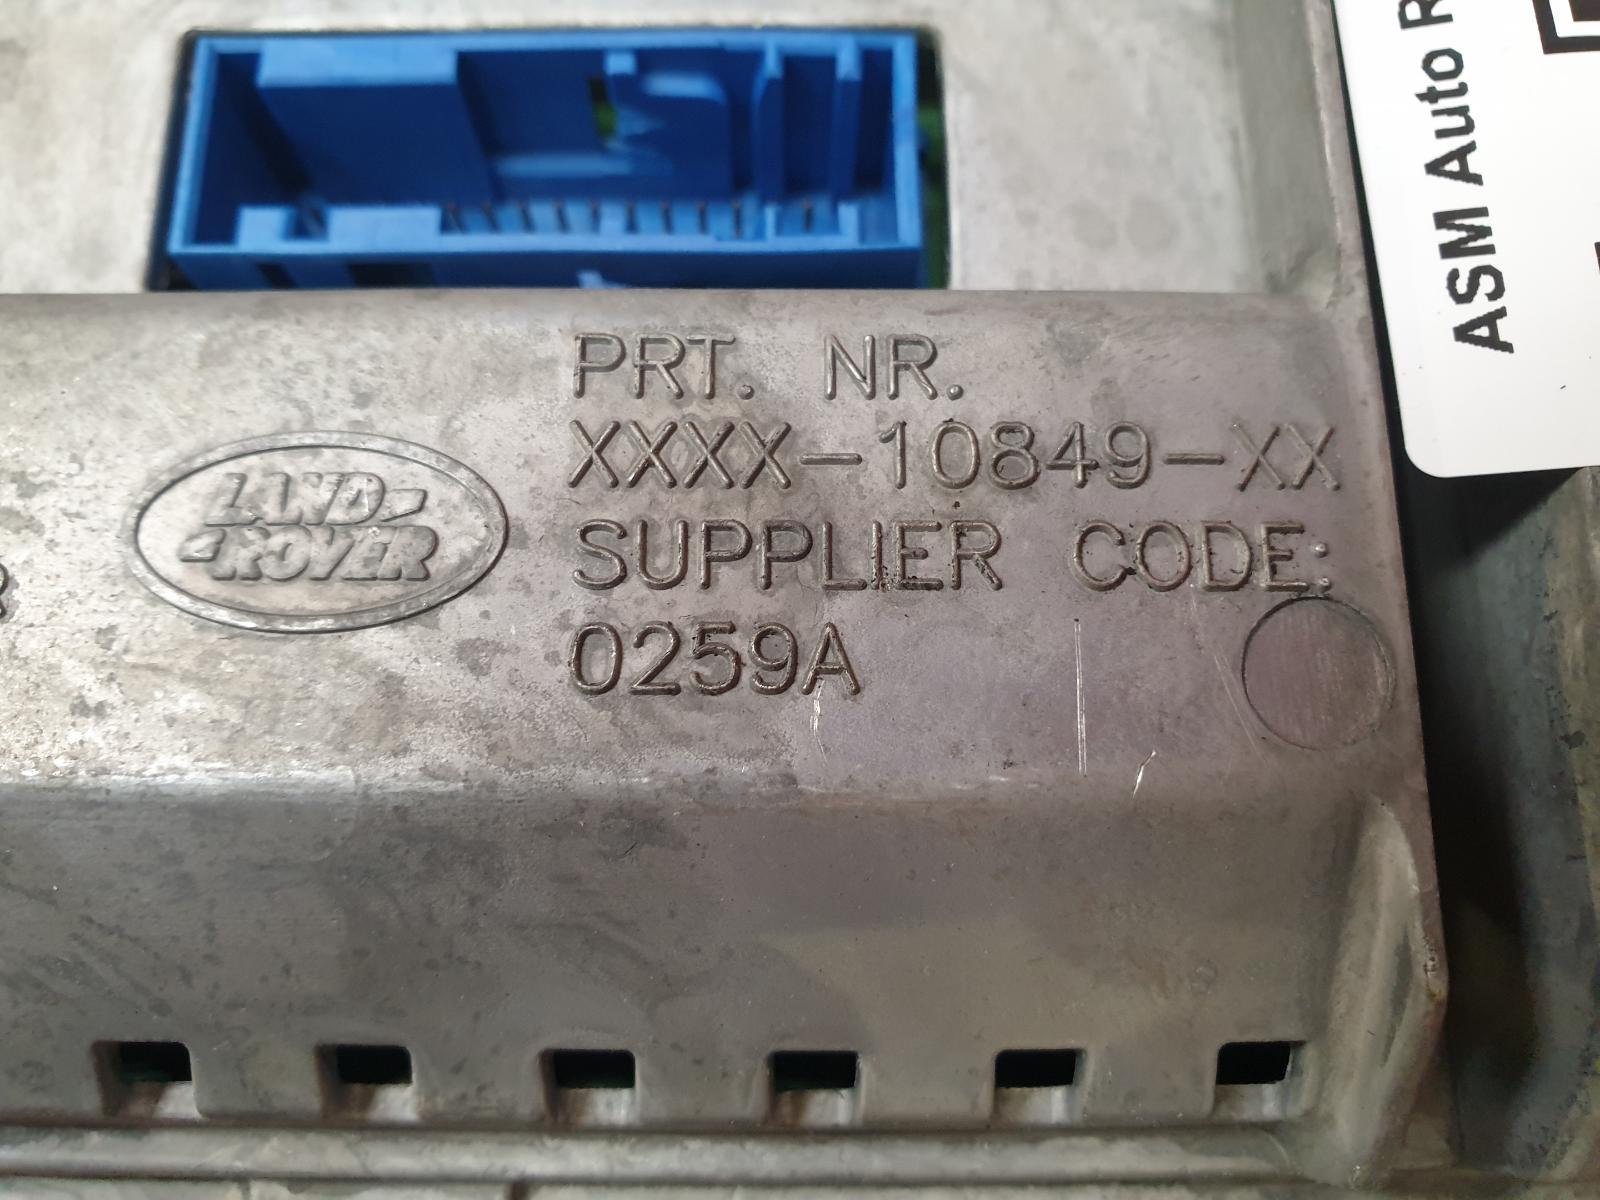 ASM Auto R
PRT. NR.
XXXX-10849-XX
LAND-
-ROVER
SUPPLIER CODE:
0259A
R